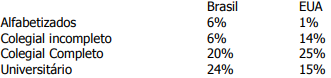 Brasil EUA
Alfabetizados 6% 1%
Colegial incompleto 6% 14%
Colegial Completo 20% 25%
Universitário 24% 15%